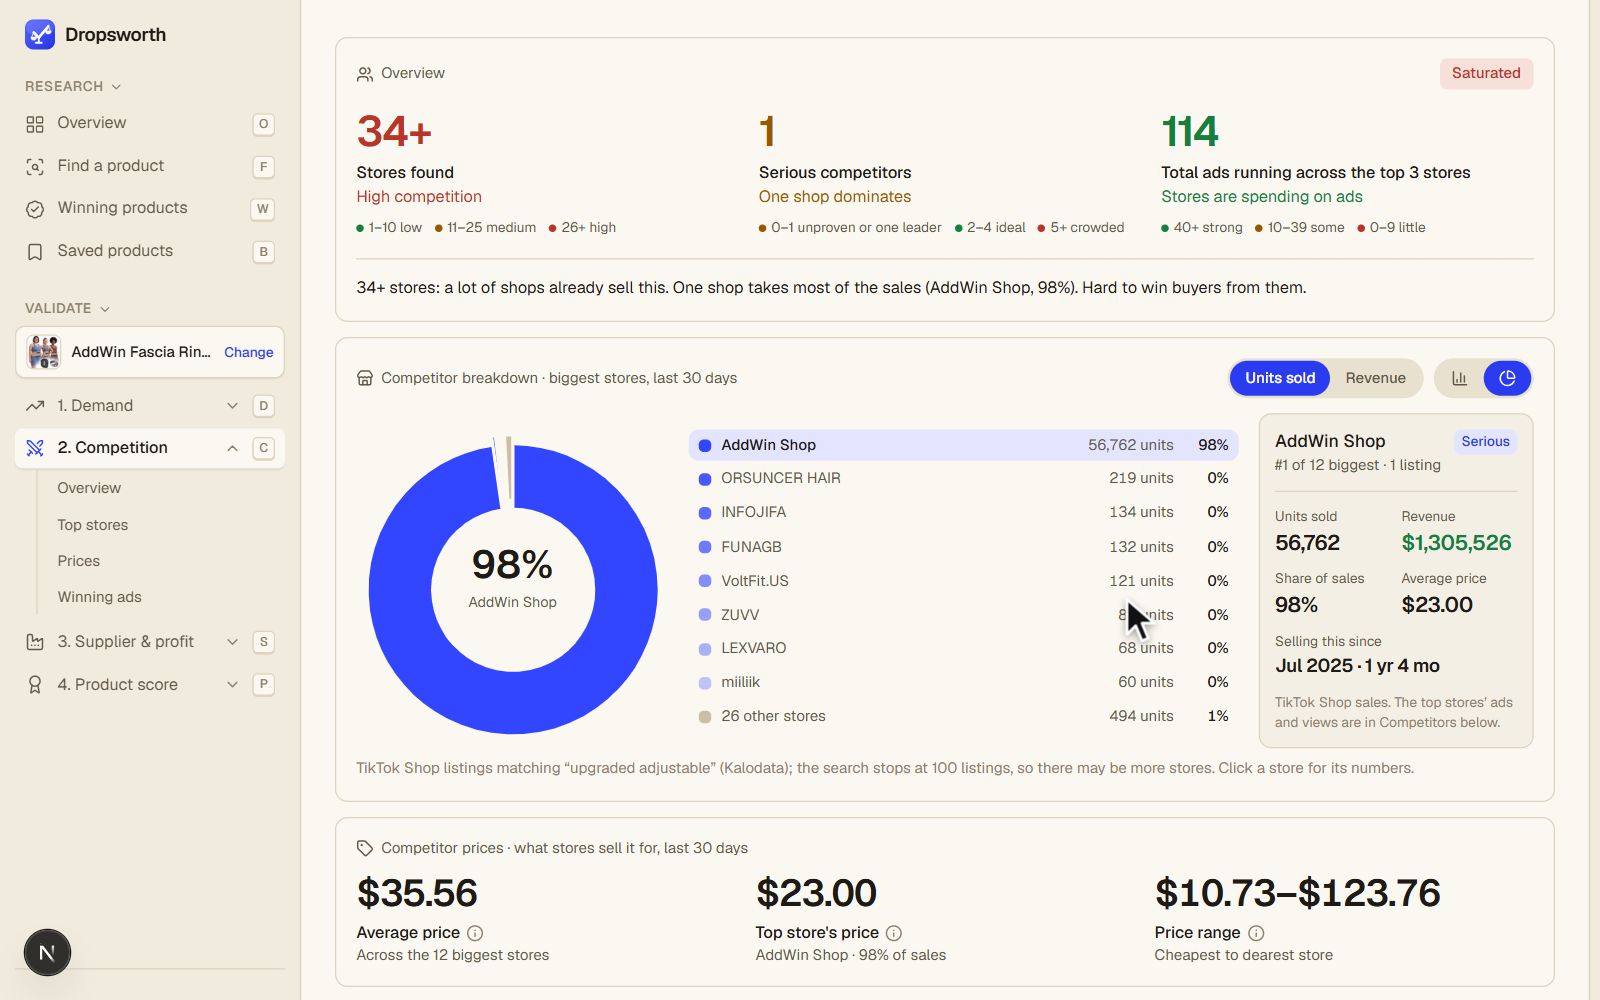 Dropsworth
RESEARCH
Overview O
Find a product F
Winning products W
Saved products B
VALIDATE
AddWin Fascia Rin... Change
1. Demand D
2. Competition C
Overview
Top stores
Prices
Winning ads
3. Supplier & profit S
4. Product score P
N
Overview
Saturated
34+
Stores found
High competition
1–10 low 11–25 medium 26+ high
1
Serious competitors
One shop dominates
0–1 unproven or one leader 2–4 ideal 5+ crowded
114
Total ads running across the top 3 stores
Stores are spending on ads
40+ strong 10–39 some 0–9 little
34+ stores: a lot of shops already sell this. One shop takes most of the sales (AddWin Shop, 98%). Hard to win buyers from them.
Competitor breakdown · biggest stores, last 30 days
Units sold Revenue
98%
AddWin Shop
AddWin Shop 56,762 units 98%
ORSUNCER HAIR 219 units 0%
INFOJIFA 134 units 0%
FUNAGB 132 units 0%
VoltFit.US 121 units 0%
ZUVV units 0%
LEXVARO 68 units 0%
miiliik 60 units 0%
26 other stores 494 units 1%
AddWin Shop Serious
#1 of 12 biggest · 1 listing
Units sold Revenue
56,762 $1,305,526
Share of sales Average price
98% $23.00
Selling this since
Jul 2025 · 1 yr 4 mo
TikTok Shop sales. The top stores’ ads
and views are in Competitors below.
TikTok Shop listings matching “upgraded adjustable” (Kalodata); the search stops at 100 listings, so there may be more stores. Click a store for its numbers.
Competitor prices · what stores sell it for, last 30 days
$35.56
Average price
Across the 12 biggest stores
$23.00
Top store's price
AddWin Shop · 98% of sales
$10.73–$123.76
Price range
Cheapest to dearest store